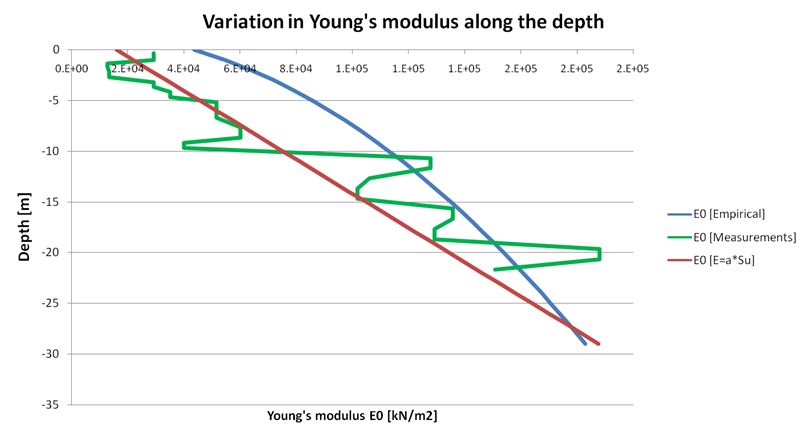 Variation in Young's modulus along the depth
0
0.E+00 2.E+04 4.E+04 6.E+04 8.E+04 1.E+05 1.E+05 1.E+05 2.E+05 2.E+05 2.E+05
-5
-10
-15
-20
-25
-30
-35
Depth [m]
E0 [Empirical]
E0 [Measurements]
E0 [E=a*Su]
Young's modulus E0 [kN/m2]